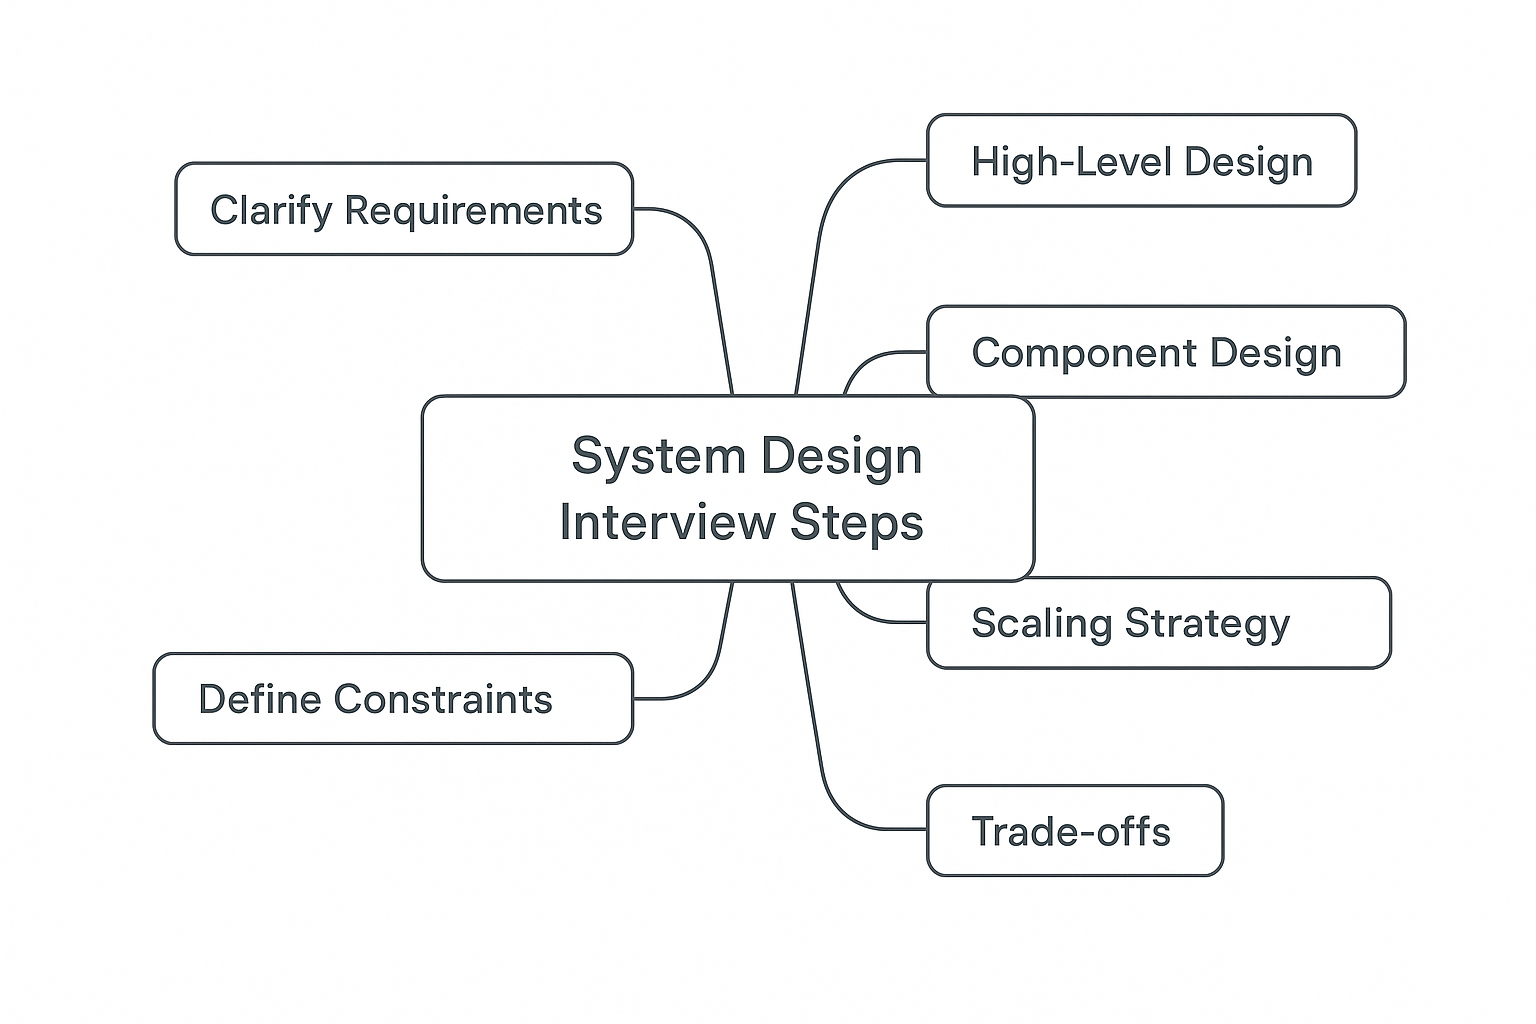 Clarify Requirements
Define Constraints
System Design
Interview Steps
High-Level Design
Component Design
Scaling Strategy
Trade-offs